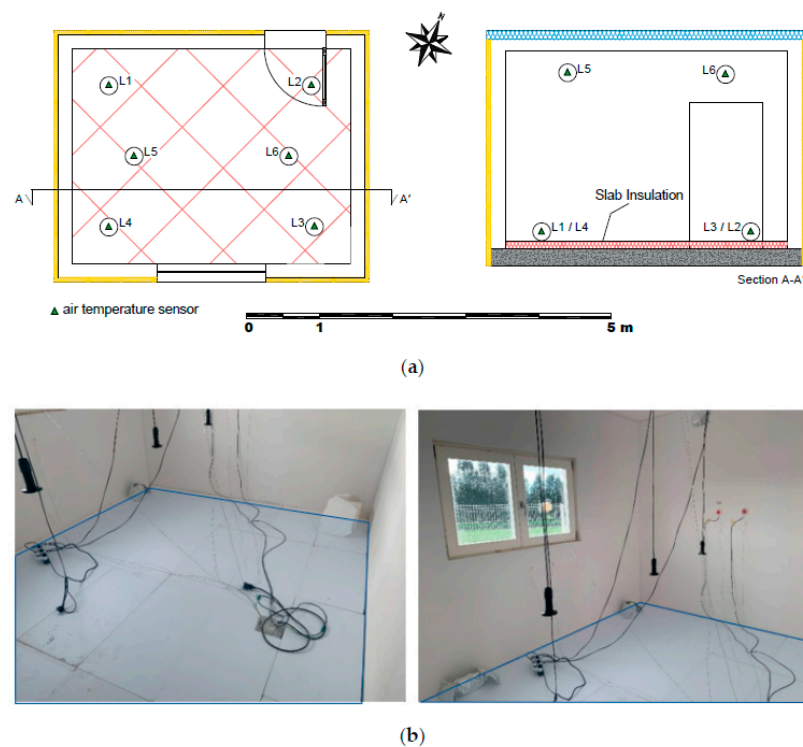 N
L1
L2
L5
L6
L4
L3
A
A'
air temperature sensor
0
1
5 m
L5
L6
Slab Insulation
L1 / L4
L3 / L2
Section A-A'
(a)
(b)